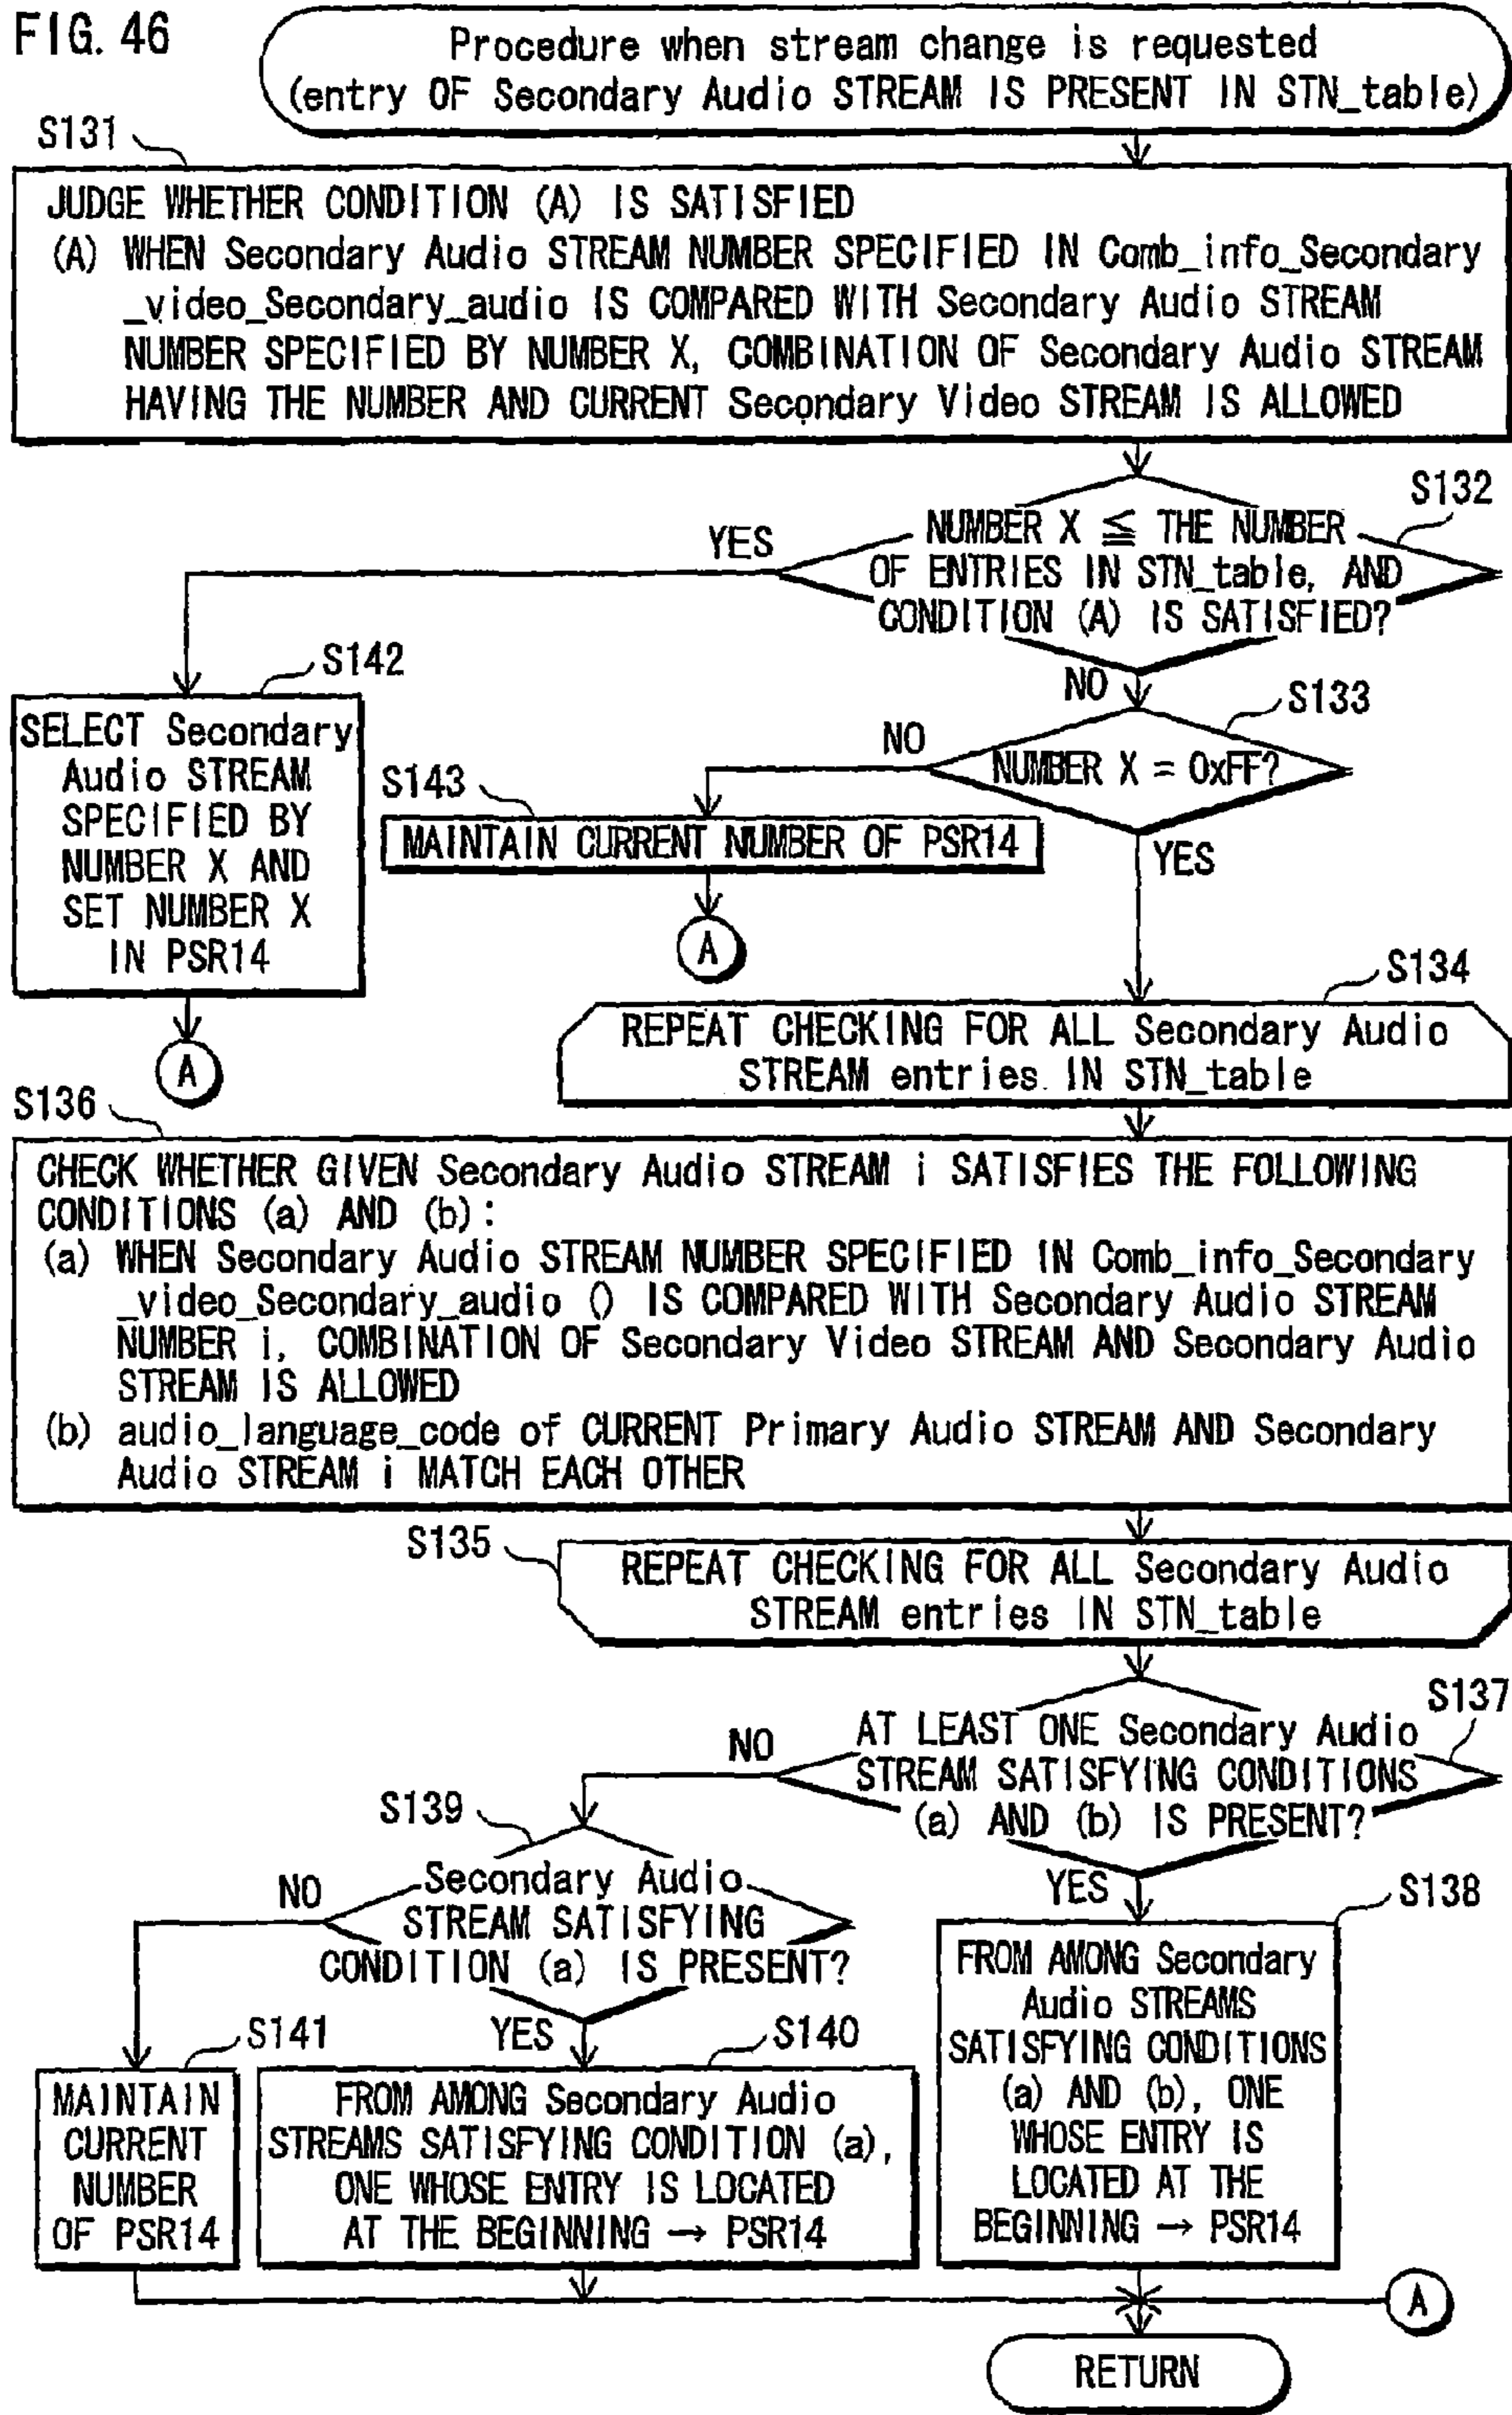 FIG. 46
Procedure when stream change is requested
(entry OF Secondary Audio STREAM IS PRESENT IN STN_table)
S131
JUDGE WHETHER CONDITION (A) IS SATISFIED
(A) WHEN Secondary Audio STREAM NUMBER SPECIFIED IN Comb_info_Secondary
_video_Secondary_audio IS COMPARED WITH Secondary Audio STREAM
NUMBER SPECIFIED BY NUMBER X, COMBINATION OF Secondary Audio STREAM
HAVING THE NUMBER AND CURRENT Secondary Video STREAM IS ALLOWED
S132
NUMBER X ≦ THE NUMBER
OF ENTRIES IN STN_table, AND
CONDITION (A) IS SATISFIED?
YES
NO
S142
SELECT Secondary
Audio STREAM
SPECIFIED BY
NUMBER X AND
SET NUMBER X
IN PSR14
A
S133
NUMBER X = 0xFF?
NO
YES
S143
MAINTAIN CURRENT NUMBER OF PSR14
A
S134
REPEAT CHECKING FOR ALL Secondary Audio
STREAM entries. IN STN_table
S136
CHECK WHETHER GIVEN Secondary Audio STREAM i SATISFIES THE FOLLOWING
CONDITIONS (a) AND (b):
(a) WHEN Secondary Audio STREAM NUMBER SPECIFIED IN Comb_info_Secondary
_video_Secondary_audio () IS COMPARED WITH Secondary Audio STREAM
NUMBER i, COMBINATION OF Secondary Video STREAM AND Secondary Audio
STREAM IS ALLOWED
(b) audio_language_code of CURRENT Primary Audio STREAM AND Secondary
Audio STREAM i MATCH EACH OTHER
S135
REPEAT CHECKING FOR ALL Secondary Audio
STREAM entries IN STN_table
S137
AT LEAST ONE Secondary Audio
STREAM SATISFYING CONDITIONS
(a) AND (b) IS PRESENT?
NO
YES
S139
Secondary Audio
STREAM SATISFYING
CONDITION (a) IS PRESENT?
NO
YES
S138
FROM AMONG Secondary
Audio STREAMS
SATISFYING CONDITIONS
(a) AND (b), ONE
WHOSE ENTRY IS
LOCATED AT THE
BEGINNING → PSR14
S141
MAINTAIN
CURRENT
NUMBER
OF PSR14
S140
FROM AMONG Secondary Audio
STREAMS SATISFYING CONDITION (a),
ONE WHOSE ENTRY IS LOCATED
AT THE BEGINNING → PSR14
A
RETURN